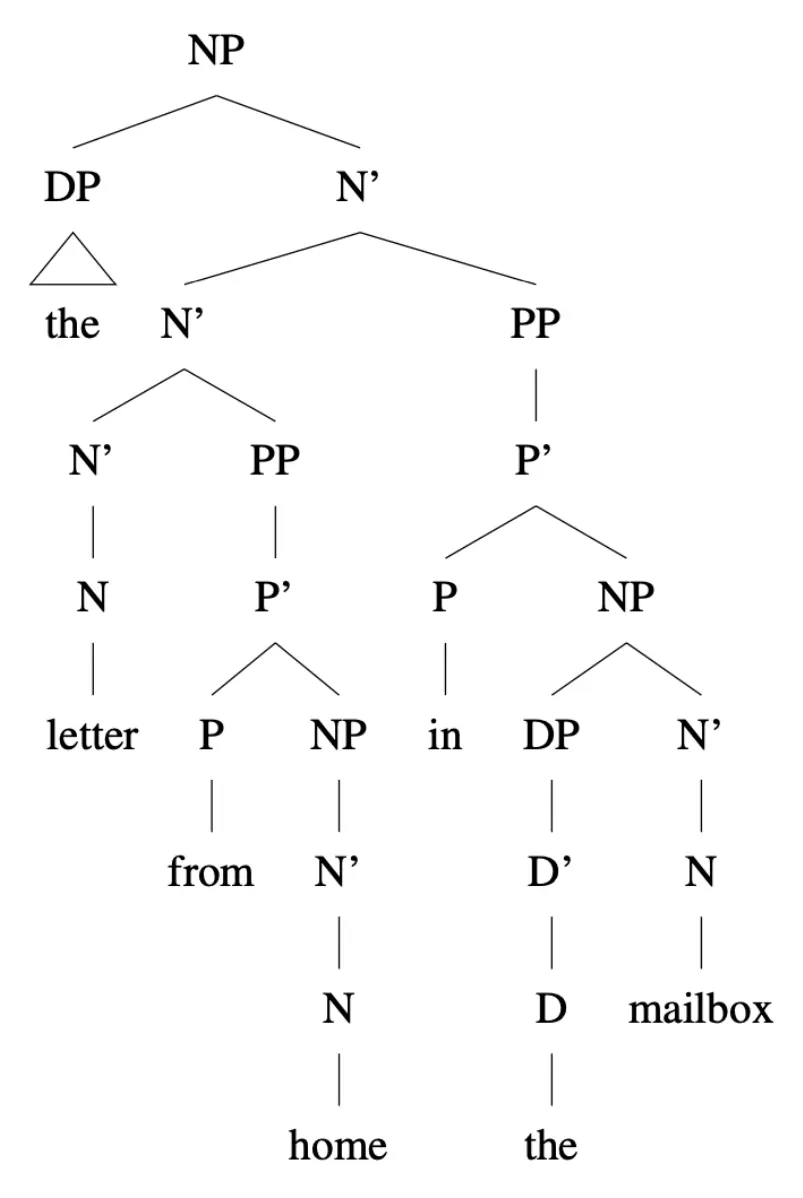 NP
DP N’
the N’ PP
N’ PP P’
N P’ P NP
letter P NP in DP N’
from N’ D’ N
N D mailbox
home the